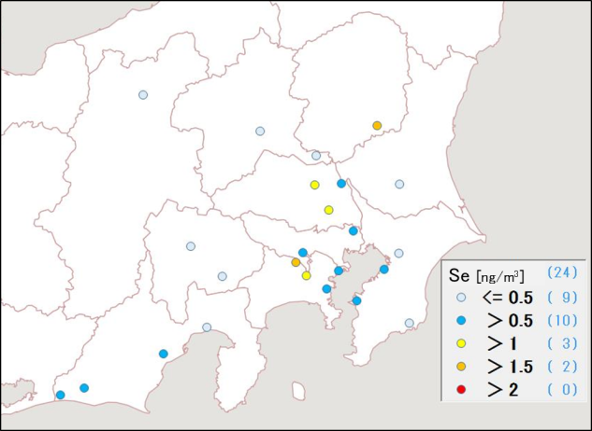 Se [ng/m³] (24)
<= 0.5 ( 9)
> 0.5 (10)
> 1 ( 3)
> 1.5 ( 2)
> 2 ( 0)